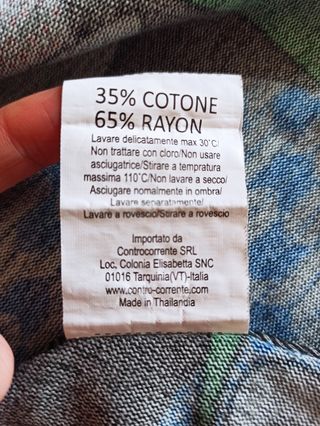 35% COTONE
65% RAYON
Lavare delicatamente max 30˚C/
Non trattare con cloro/Non usare
asciugatrice/Stirare a tempratura
massima 110˚C/Non lavare a secco/
Asciugare nomalmente in ombra/
Lavare separatamente/
Lavare a rovescio/Stirare a rovescio
Importato da
Controcorrente SRL
Loc. Colonia Elisabetta SNC
01016 Tarquinia(VT)-Italia
www.contro-corrente.com
Made in Thailandia